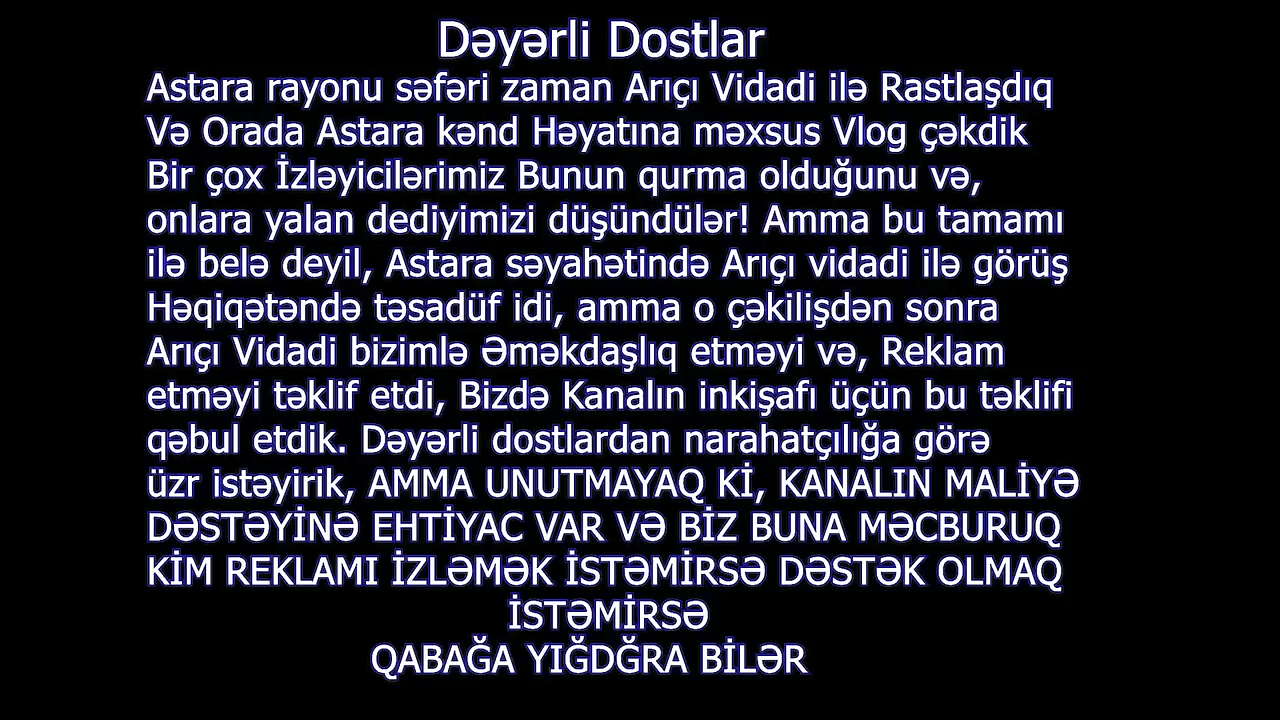 Dəyərli Dostlar
Astara rayonu səfəri zaman Arıçı Vidadi ilə Rastlaşdıq
Və Orada Astara kənd Həyatına məxsus Vlog çəkdik
Bir çox İzləyicilərimiz Bunun qurma olduğunu və,
onlara yalan dediyimizi düşündülər! Amma bu tamamı
ilə belə deyil, Astara səyahətində Arıçı vidadi ilə görüş
Həqiqətəndə təsadüf idi, amma o çəkilişdən sonra
Arıçı Vidadi bizimlə Əməkdaşlıq etməyi və, Reklam
etməyi təklif etdi, Bizdə Kanalın inkişafı üçün bu təklifi
qəbul etdik. Dəyərli dostlardan narahatçılığa görə
üzr istəyirik, AMMA UNUTMAYAQ Kİ, KANALIN MALİYƏ
DƏSTƏYİNƏ EHTİYAC VAR VƏ BİZ BUNA MƏCBURUQ
KİM REKLAMI İZLƏMƏK İSTƏMİRSƏ DƏSTƏK OLMAQ
İSTƏMİRSƏ
QABAĞA YIĞDĞRA BİLƏR